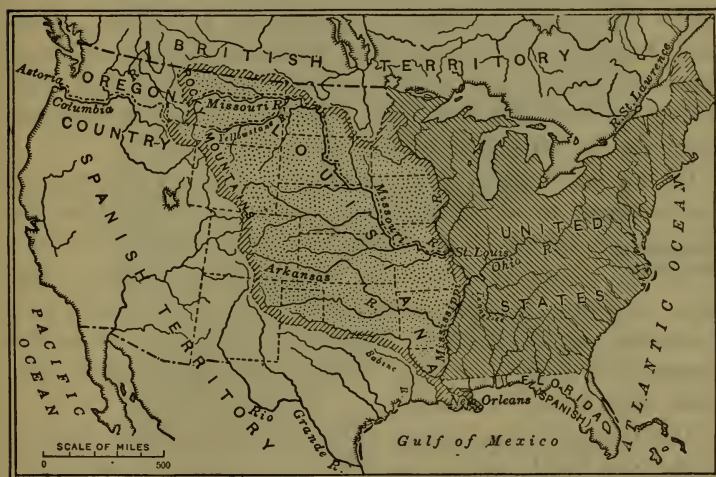 BRITISH TERRITORY
Astoria
OREGON
COUNTRY
Columbia
ROCKY
MOUNTAINS
Missouri R.
Yellowstone R.
LOUISIANA
Missouri R.
St. Louis
Ohio R.
UNITED
STATES
R. St. Lawrence
SPANISH TERRITORY
Arkansas R.
Mississippi
Sabine R.
New Orleans
FLORIDA
(SPANISH)
Rio Grande R.
Gulf of Mexico
PACIFIC
OCEAN
ATLANTIC OCEAN
SCALE OF MILES
0 500